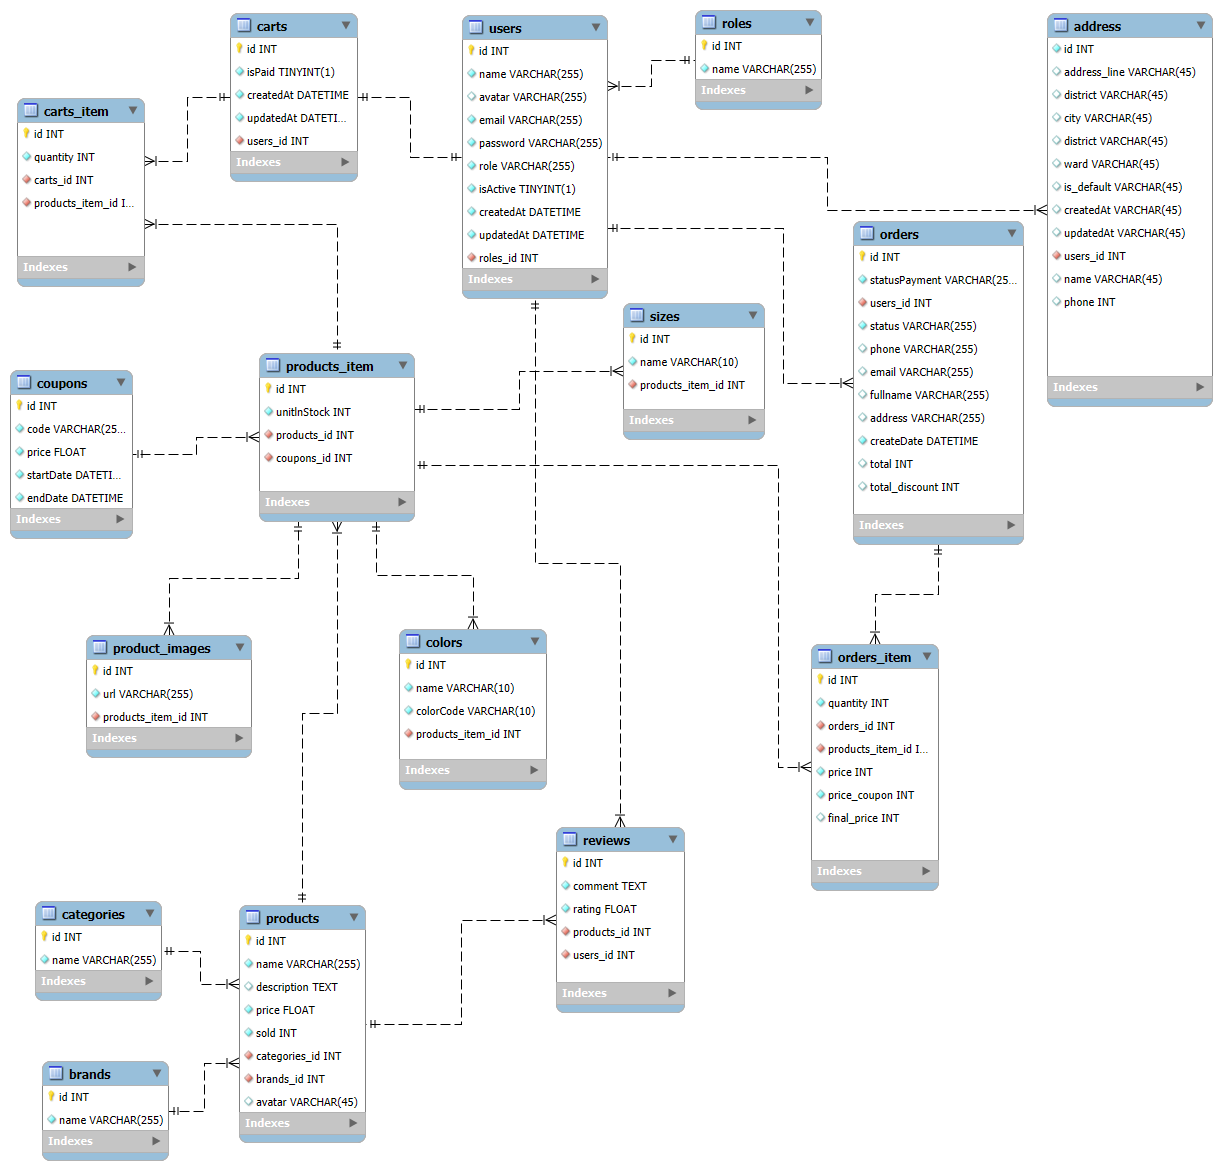 carts
id INT
isPaid TINYINT(1)
createdAt DATETIME
updatedAt DATETI...
users_id INT
Indexes
users
id INT
name VARCHAR(255)
avatar VARCHAR(255)
email VARCHAR(255)
password VARCHAR(255)
role VARCHAR(255)
isActive TINYINT(1)
createdAt DATETIME
updatedAt DATETIME
roles_id INT
Indexes
roles
id INT
name VARCHAR(255)
Indexes
address
id INT
address_line VARCHAR(45)
district VARCHAR(45)
city VARCHAR(45)
district VARCHAR(45)
ward VARCHAR(45)
is_default VARCHAR(45)
createdAt VARCHAR(45)
updatedAt VARCHAR(45)
users_id INT
name VARCHAR(45)
phone INT
Indexes
carts_item
id INT
quantity INT
carts_id INT
products_item_id I...
Indexes
orders
id INT
statusPayment VARCHAR(25...
users_id INT
status VARCHAR(255)
phone VARCHAR(255)
email VARCHAR(255)
fullname VARCHAR(255)
address VARCHAR(255)
createDate DATETIME
total INT
total_discount INT
Indexes
sizes
id INT
name VARCHAR(10)
products_item_id INT
Indexes
products_item
id INT
unitInStock INT
products_id INT
coupons_id INT
Indexes
coupons
id INT
code VARCHAR(25...
price FLOAT
startDate DATETI...
endDate DATETIME
Indexes
product_images
id INT
url VARCHAR(255)
products_item_id INT
Indexes
colors
id INT
name VARCHAR(10)
colorCode VARCHAR(10)
products_item_id INT
Indexes
orders_item
id INT
quantity INT
orders_id INT
products_item_id I...
price INT
price_coupon INT
final_price INT
Indexes
reviews
id INT
comment TEXT
rating FLOAT
products_id INT
users_id INT
Indexes
categories
id INT
name VARCHAR(255)
Indexes
products
id INT
name VARCHAR(255)
description TEXT
price FLOAT
sold INT
categories_id INT
brands_id INT
avatar VARCHAR(45)
Indexes
brands
id INT
name VARCHAR(255)
Indexes